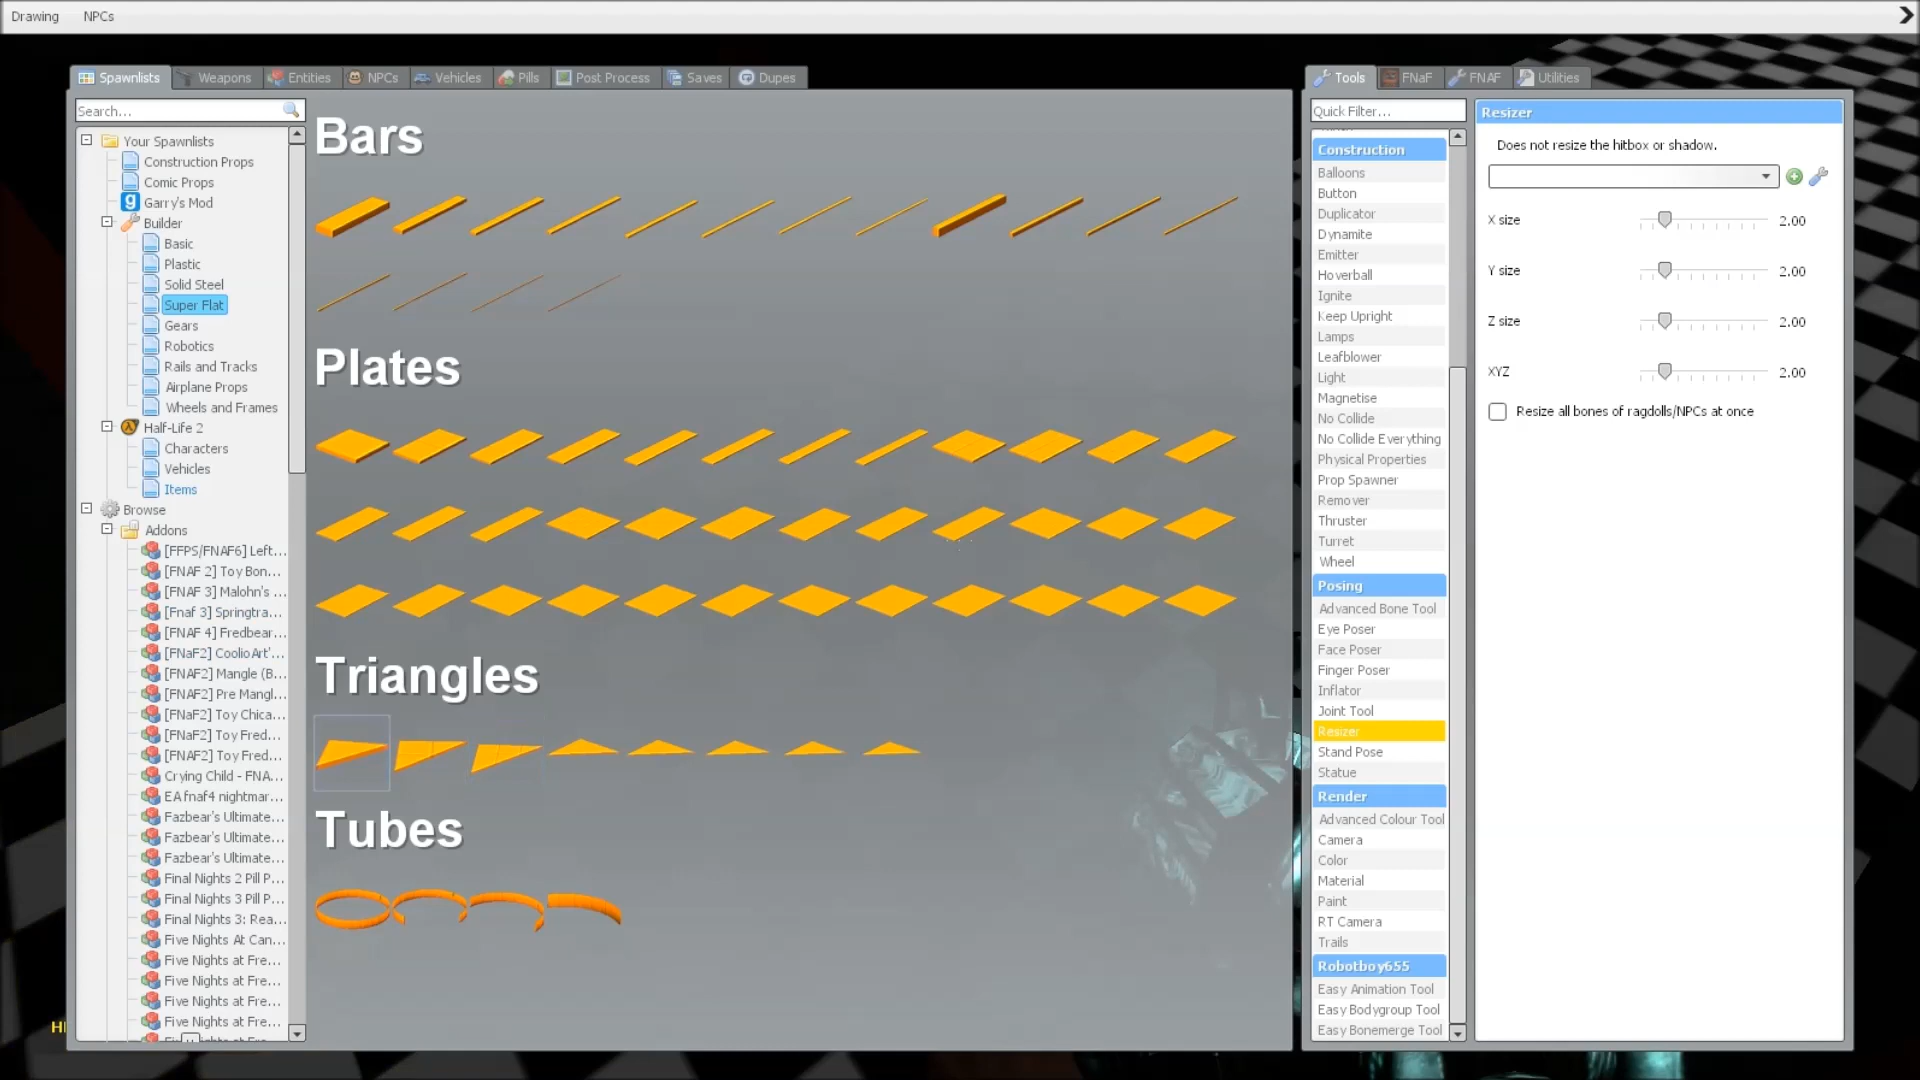 Drawing NPCs
Spawnlists Weapons Entities NPCs Vehicles Pills Post Process Saves Dupes
Search...
Your Spawnlists
Construction Props
Comic Props
Garry's Mod
Builder
Basic
Plastic
Solid Steel
Super Flat
Gears
Robotics
Rails and Tracks
Airplane Props
Wheels and Frames
Half-Life 2
Characters
Vehicles
Items
Browse
Addons
[FFPS/FNAF6] Left...
[FNAF 2] Toy Bon...
[FNAF 3] Malohn's ...
[Fnaf 3] Springtra...
[FNAF 4] Fredbear...
[FNaF2] CoolioArt'...
[FNAF2] Mangle (B...
[FNAF2] Pre Mangl...
[FNaF2] Toy Chica...
[FNaF2] Toy Fred...
[FNAF2] Toy Fred...
Crying Child - FNA...
EA fnaf4 nightmar...
Fazbear's Ultimate...
Fazbear's Ultimate...
Fazbear's Ultimate...
Final Nights 2 Pill P...
Final Nights 3 Pill P...
Final Nights 3: Rea...
Five Nights At Can...
Five Nights at Fre...
Five Nights at Fre...
Five Nights at Fre...
Five Nights at Fre...
Bars
Plates
Triangles
Tubes
Tools FNaF FNAF Utilities
Quick Filter...
Construction
Balloons
Button
Duplicator
Dynamite
Emitter
Hoverball
Ignite
Keep Upright
Lamps
Leafblower
Light
Magnetise
No Collide
No Collide Everything
Physical Properties
Prop Spawner
Remover
Thruster
Turret
Wheel
Posing
Advanced Bone Tool
Eye Poser
Face Poser
Finger Poser
Inflator
Joint Tool
Resizer
Stand Pose
Statue
Render
Advanced Colour Tool
Camera
Color
Material
Paint
RT Camera
Trails
Robotboy655
Easy Animation Tool
Easy Bodygroup Tool
Easy Bonemerge Tool
Resizer
Does not resize the hitbox or shadow.
X size 2.00
Y size 2.00
Z size 2.00
XYZ 2.00
Resize all bones of ragdolls/NPCs at once